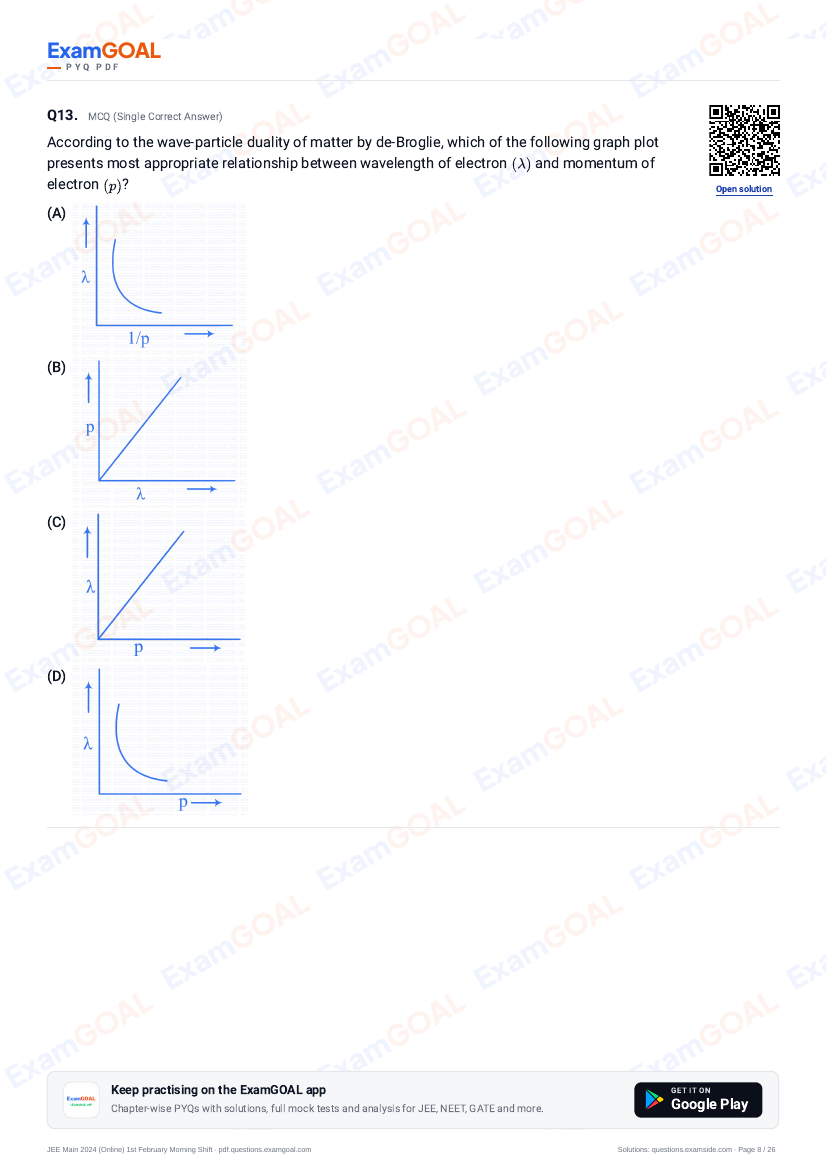 ExamGOAL
PYQ PDF
Q13. MCQ (Single Correct Answer)
According to the wave-particle duality of matter by de-Broglie, which of the following graph plot
presents most appropriate relationship between wavelength of electron (λ) and momentum of
electron (p)?
Open solution
(A)
λ
1/p
(B)
p
λ
(C)
λ
p
(D)
λ
p
Keep practising on the ExamGOAL app
Chapter-wise PYQs with solutions, full mock tests and analysis for JEE, NEET, GATE and more.
GET IT ON
Google Play
JEE Main 2024 (Online) 1st February Morning Shift · pdf.questions.examgoal.com
Solutions: questions.examside.com · Page 8 / 26